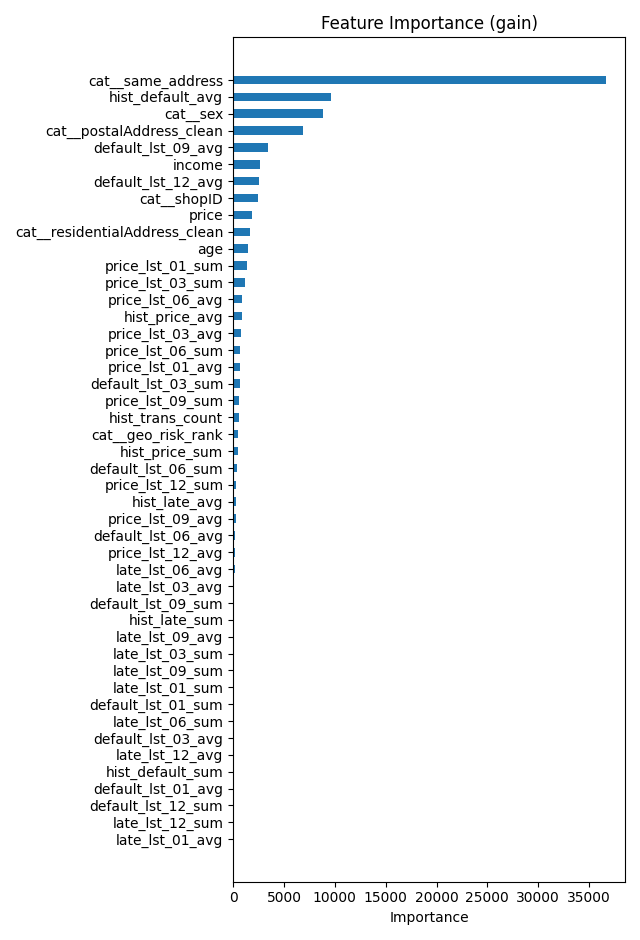 Feature Importance (gain)
cat__same_address
hist_default_avg
cat__sex
cat__postalAddress_clean
default_lst_09_avg
income
default_lst_12_avg
cat__shopID
price
cat__residentialAddress_clean
age
price_lst_01_sum
price_lst_03_sum
price_lst_06_avg
hist_price_avg
price_lst_03_avg
price_lst_06_sum
price_lst_01_avg
default_lst_03_sum
price_lst_09_sum
hist_trans_count
cat__geo_risk_rank
hist_price_sum
default_lst_06_sum
price_lst_12_sum
hist_late_avg
price_lst_09_avg
default_lst_06_avg
price_lst_12_avg
late_lst_06_avg
late_lst_03_avg
default_lst_09_sum
hist_late_sum
late_lst_09_avg
late_lst_03_sum
late_lst_09_sum
late_lst_01_sum
default_lst_01_sum
late_lst_06_sum
default_lst_03_avg
late_lst_12_avg
hist_default_sum
default_lst_01_avg
default_lst_12_sum
late_lst_12_sum
late_lst_01_avg
0 5000 10000 15000 20000 25000 30000 35000
Importance